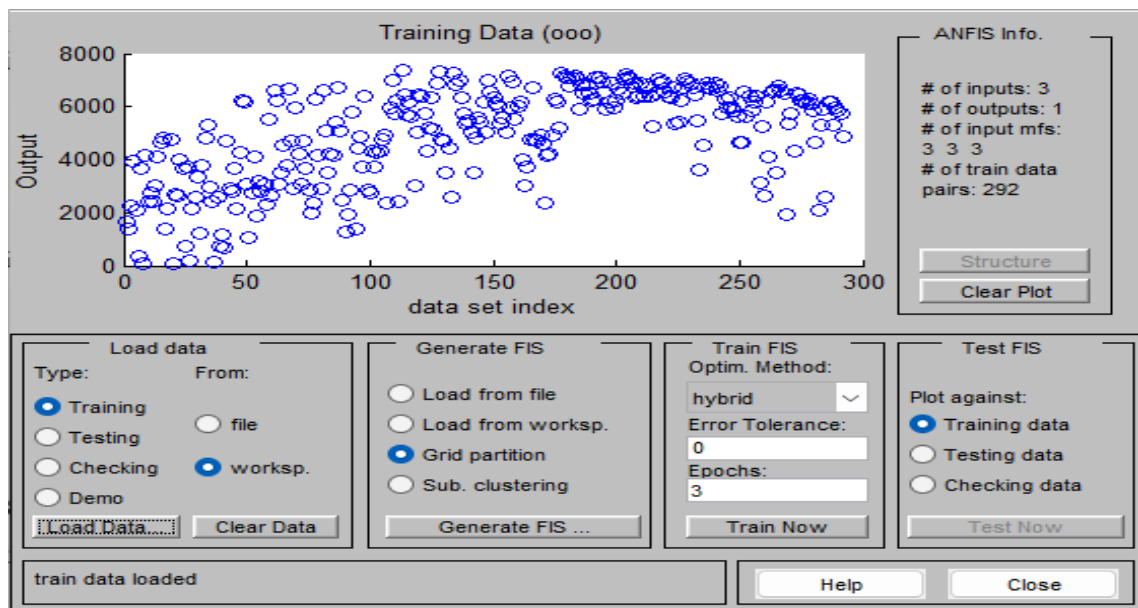 Training Data (ooo)
8000
6000
4000
2000
0
Output
0 50 100 150 200 250 300
data set index
ANFIS Info.
# of inputs: 3
# of outputs: 1
# of input mfs:
3 3 3
# of train data
pairs: 292
Structure
Clear Plot
Load data
Type: From:
Training
file
Testing
Checking
worksp.
Demo
Load Data... Clear Data
Generate FIS
Load from file
Load from worksp.
Grid partition
Sub. clustering
Generate FIS ...
Train FIS
Optim. Method:
hybrid
Error Tolerance:
0
Epochs:
3
Train Now
Test FIS
Plot against:
Training data
Testing data
Checking data
Test Now
train data loaded
Help Close